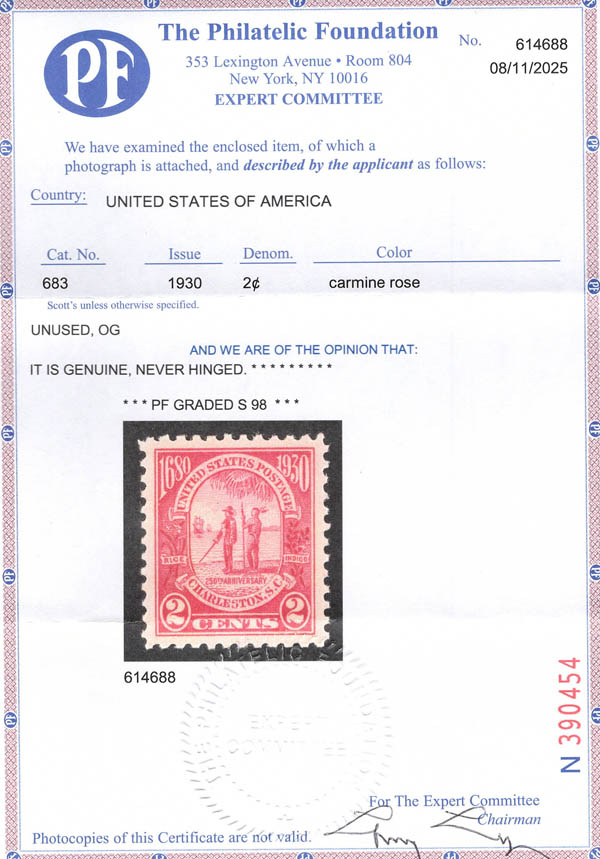 PF
The Philatelic Foundation
353 Lexington Avenue • Room 804
New York, NY 10016
EXPERT COMMITTEE
No. 614688
08/11/2025
We have examined the enclosed item, of which a
photograph is attached, and described by the applicant as follows:
Country: UNITED STATES OF AMERICA
Cat. No. Issue Denom. Color
683 1930 2¢ carmine rose
Scott's unless otherwise specified.
UNUSED, OG
AND WE ARE OF THE OPINION THAT:
IT IS GENUINE, NEVER HINGED. * * * * * * * * *
* * * PF GRADED S 98 * * *
1680 1930
UNITED STATES POSTAGE
RICE INDIGO
250TH ANNIVERSARY
CHARLESTON, S.C.
2 CENTS 2
614688
EXPERT
COMMITTEE
N 390454
For The Expert Committee
Chairman
Photocopies of this Certificate are not valid.